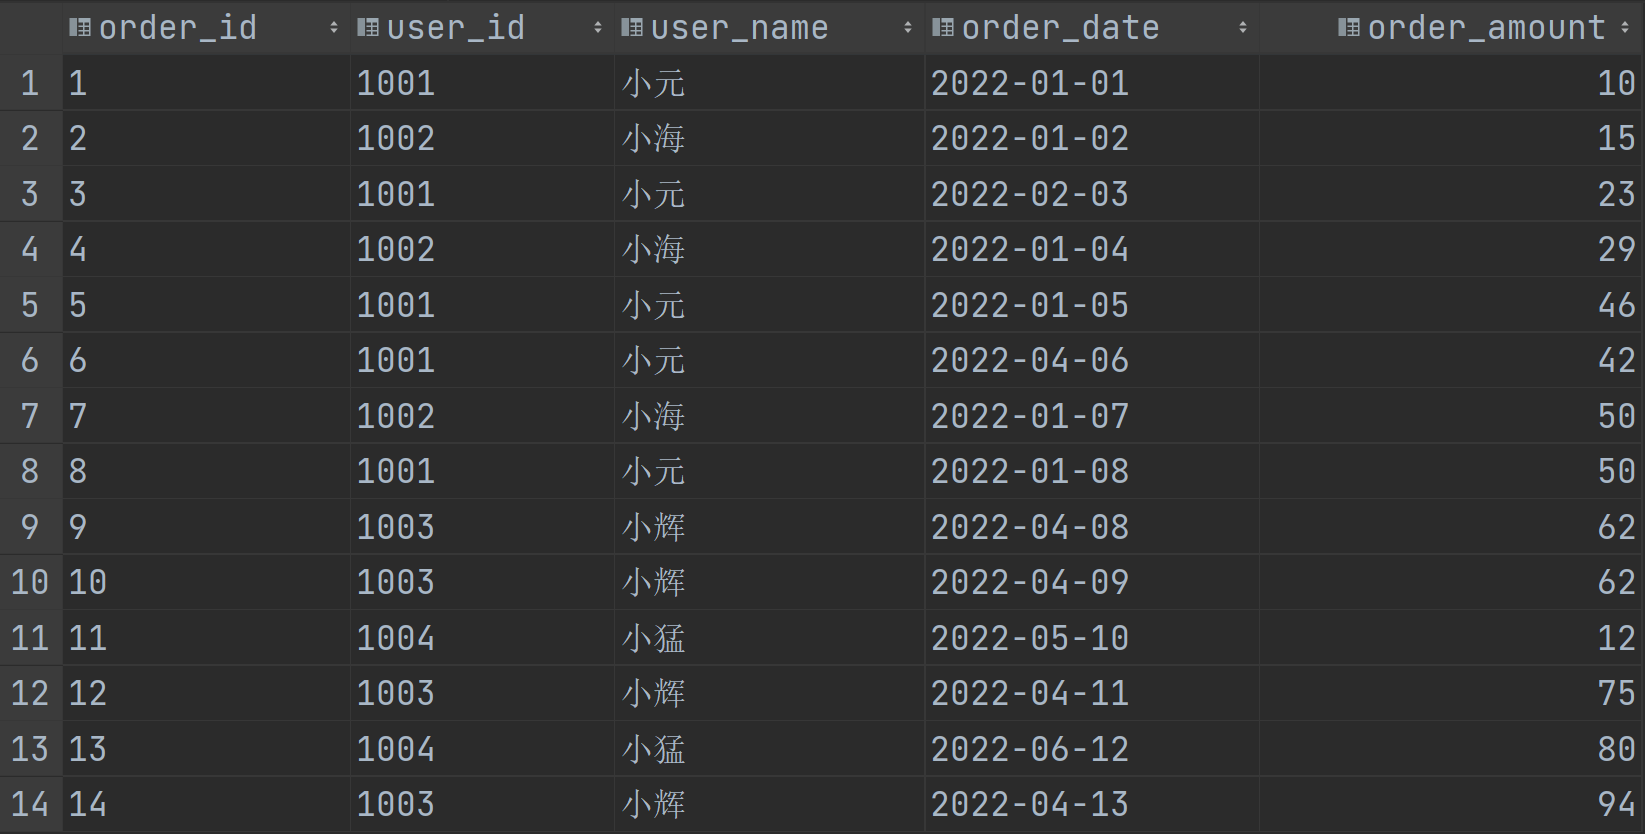 order_id user_id user_name order_date order_amount
1 1 1001 小元 2022-01-01 10
2 2 1002 小海 2022-01-02 15
3 3 1001 小元 2022-02-03 23
4 4 1002 小海 2022-01-04 29
5 5 1001 小元 2022-01-05 46
6 6 1001 小元 2022-04-06 42
7 7 1002 小海 2022-01-07 50
8 8 1001 小元 2022-01-08 50
9 9 1003 小辉 2022-04-08 62
10 10 1003 小辉 2022-04-09 62
11 11 1004 小猛 2022-05-10 12
12 12 1003 小辉 2022-04-11 75
13 13 1004 小猛 2022-06-12 80
14 14 1003 小辉 2022-04-13 94